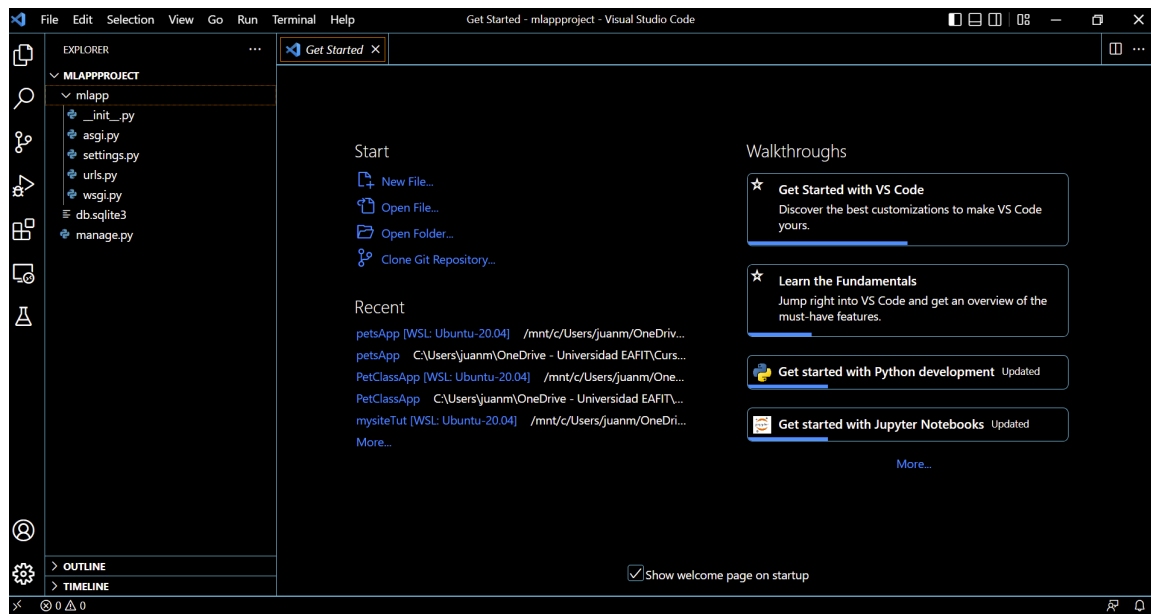 File Edit Selection View Go Run Terminal Help
Get Started - mlappproject - Visual Studio Code
EXPLORER
MLAPPPROJECT
mlapp
__init__.py
asgi.py
settings.py
urls.py
wsgi.py
db.sqlite3
manage.py
OUTLINE
TIMELINE
Get Started
Start
New File...
Open File...
Open Folder...
Clone Git Repository...
Recent
petsApp [WSL: Ubuntu-20.04] /mnt/c/Users/juanm/OneDriv...
petsApp C:\Users\juanm\OneDrive - Universidad EAFIT\Curs...
PetClassApp [WSL: Ubuntu-20.04] /mnt/c/Users/juanm/One...
PetClassApp C:\Users\juanm\OneDrive - Universidad EAFIT\...
mysiteTut [WSL: Ubuntu-20.04] /mnt/c/Users/juanm/OneDri...
More...
Walkthroughs
Get Started with VS Code
Discover the best customizations to make VS Code
yours.
Learn the Fundamentals
Jump right into VS Code and get an overview of the
must-have features.
Get started with Python development Updated
Get started with Jupyter Notebooks Updated
More...
Show welcome page on startup
0 0